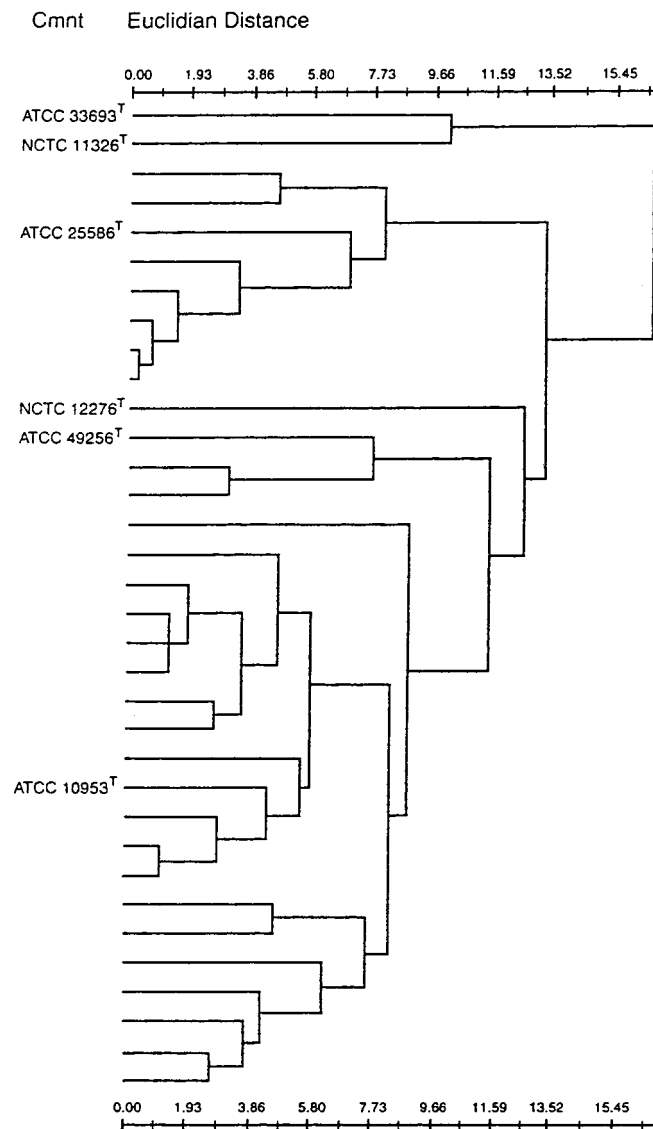 Cmnt Euclidian Distance
0.00 1.93 3.86 5.80 7.73 9.66 11.59 13.52 15.45
ATCC 33693ᵀ
NCTC 11326ᵀ
ATCC 25586ᵀ
NCTC 12276ᵀ
ATCC 49256ᵀ
ATCC 10953ᵀ
0.00 1.93 3.86 5.80 7.73 9.66 11.59 13.52 15.45